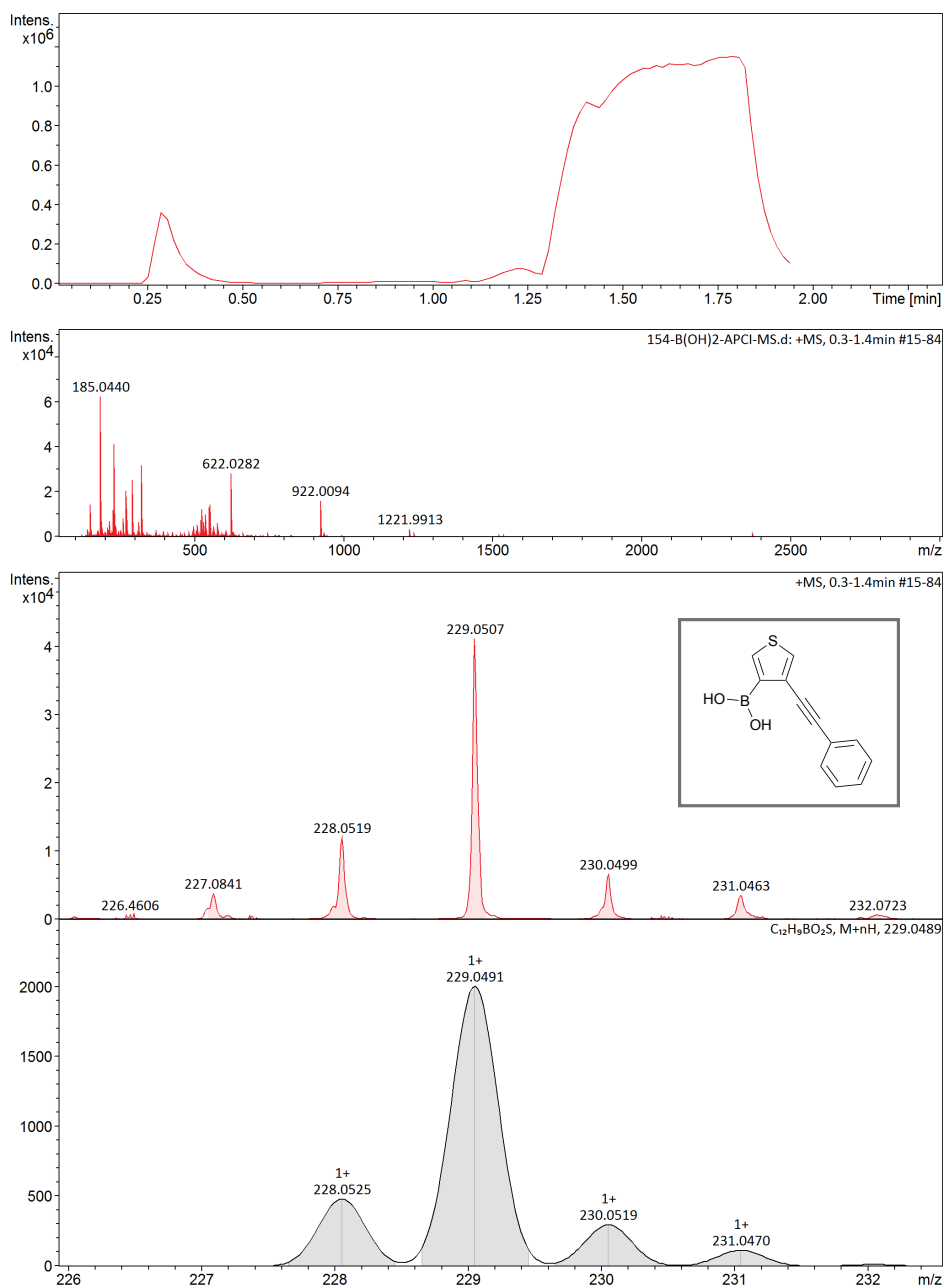 Intens.
x10⁶
1.0
0.8
0.6
0.4
0.2
0.0
0.25 0.50 0.75 1.00 1.25 1.50 1.75 2.00 Time [min]
Intens.
x10⁴
154-B(OH)2-APCI-MS.d: +MS, 0.3-1.4min #15-84
6
4
2
0
185.0440
622.0282
922.0094
1221.9913
500 1000 1500 2000 2500 m/z
Intens.
x10⁴
+MS, 0.3-1.4min #15-84
4
3
2
1
0
226.4606
227.0841
228.0519
229.0507
230.0499
231.0463
232.0723
S
HO
B
OH
C₁₂H₉BO₂S, M+nH, 229.0489
2000
1500
1000
500
0
1+
228.0525
1+
229.0491
1+
230.0519
1+
231.0470
226 227 228 229 230 231 232 m/z